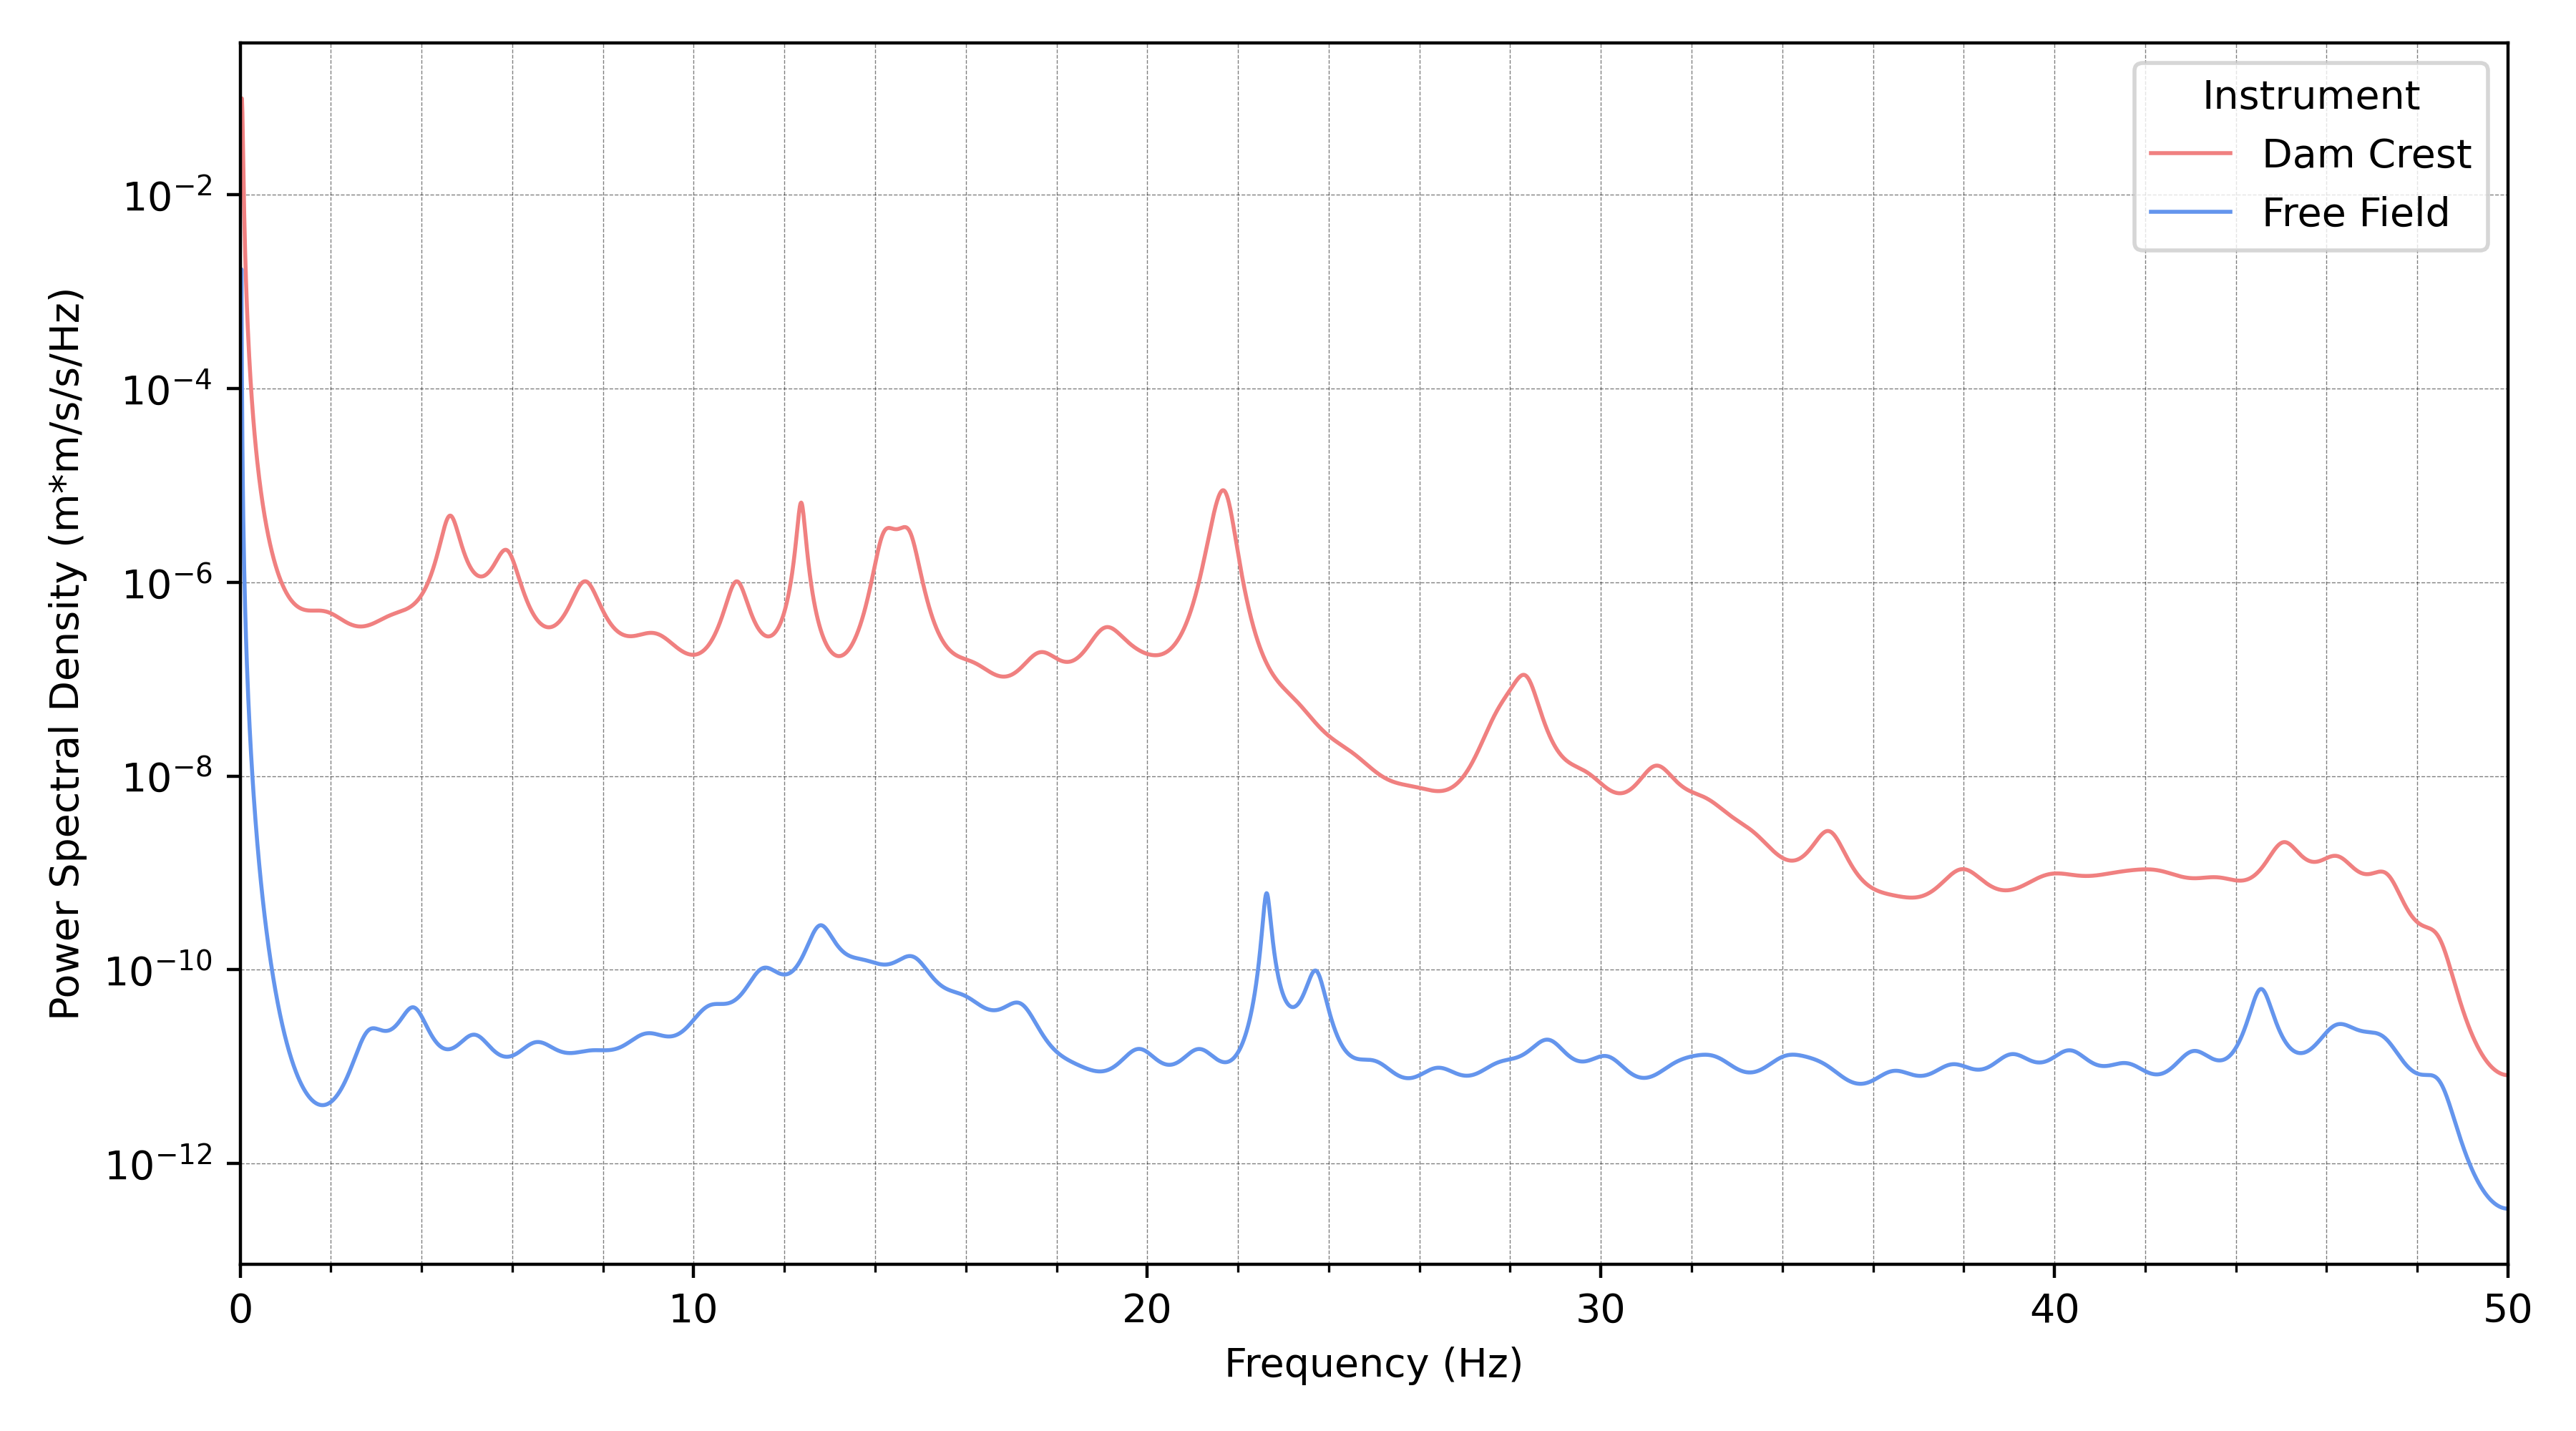 Instrument
Dam Crest
Free Field
Power Spectral Density (m*m/s/s/Hz)
10⁻²
10⁻⁴
10⁻⁶
10⁻⁸
10⁻¹⁰
10⁻¹²
0 10 20 30 40 50
Frequency (Hz)